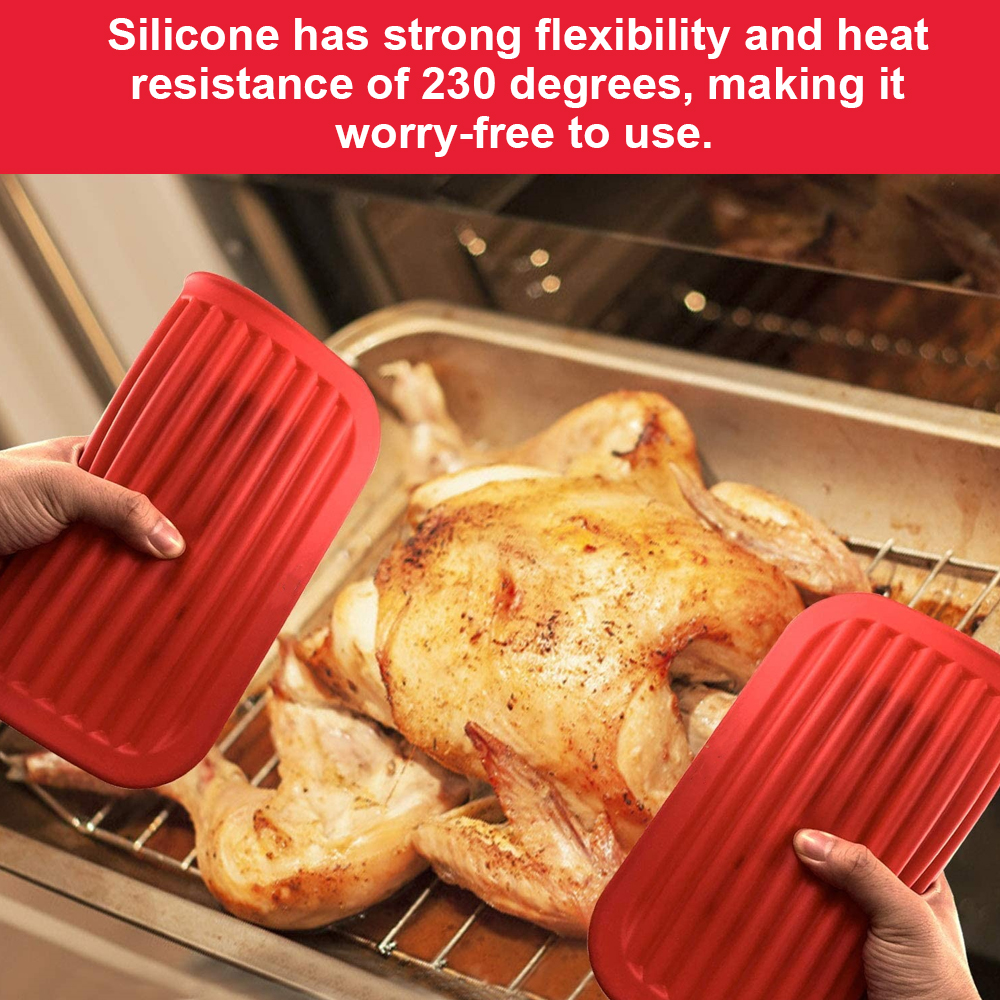 Silicone has strong flexibility and heat
resistance of 230 degrees, making it
worry-free to use.